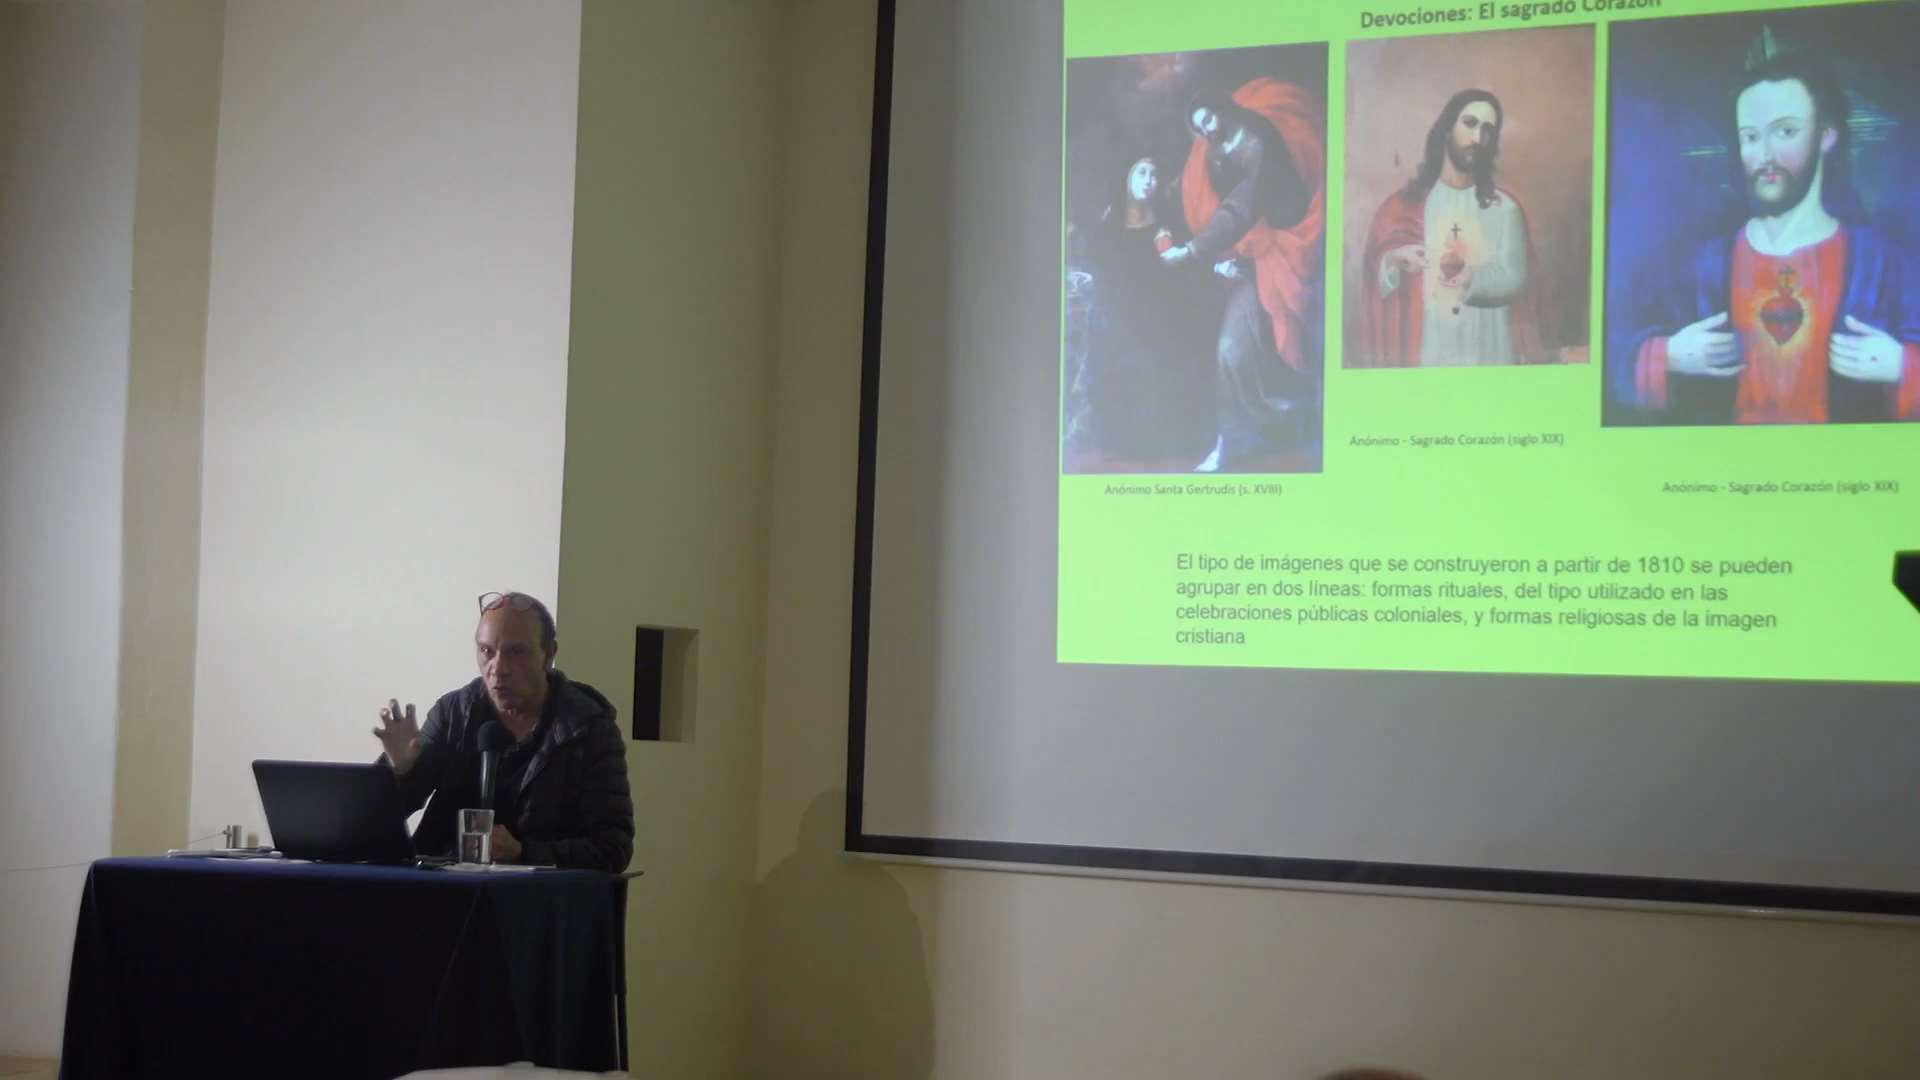 Devociones: El sagrado Corazón
Anónimo - Sagrado Corazón (siglo XIX)
Anónimo Santa Gertrudis (s. XVIII)
Anónimo - Sagrado Corazón (siglo XIX)
El tipo de imágenes que se construyeron a partir de 1810 se pueden
agrupar en dos líneas: formas rituales, del tipo utilizado en las
celebraciones públicas coloniales, y formas religiosas de la imagen
cristiana